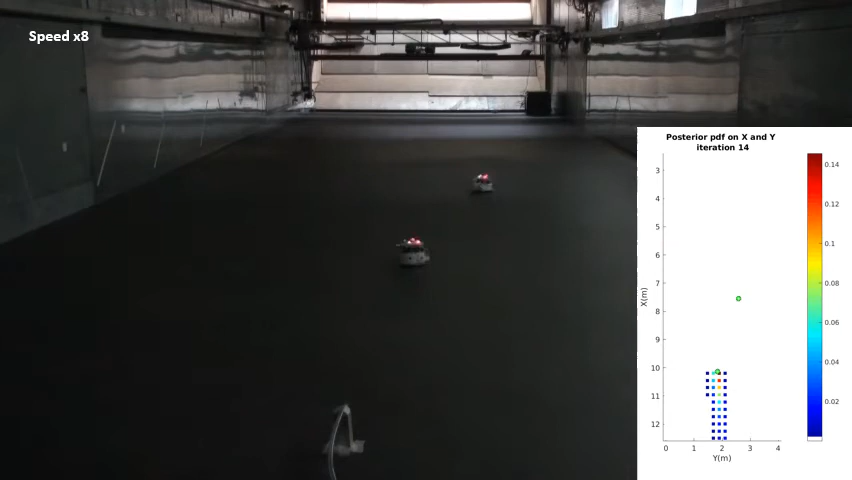 Speed x8
Posterior pdf on X and Y
iteration 14
3
4
5
6
7
8
9
10
11
12
X(m)
0 1 2 3 4
Y(m)
0.14
0.12
0.1
0.08
0.06
0.04
0.02